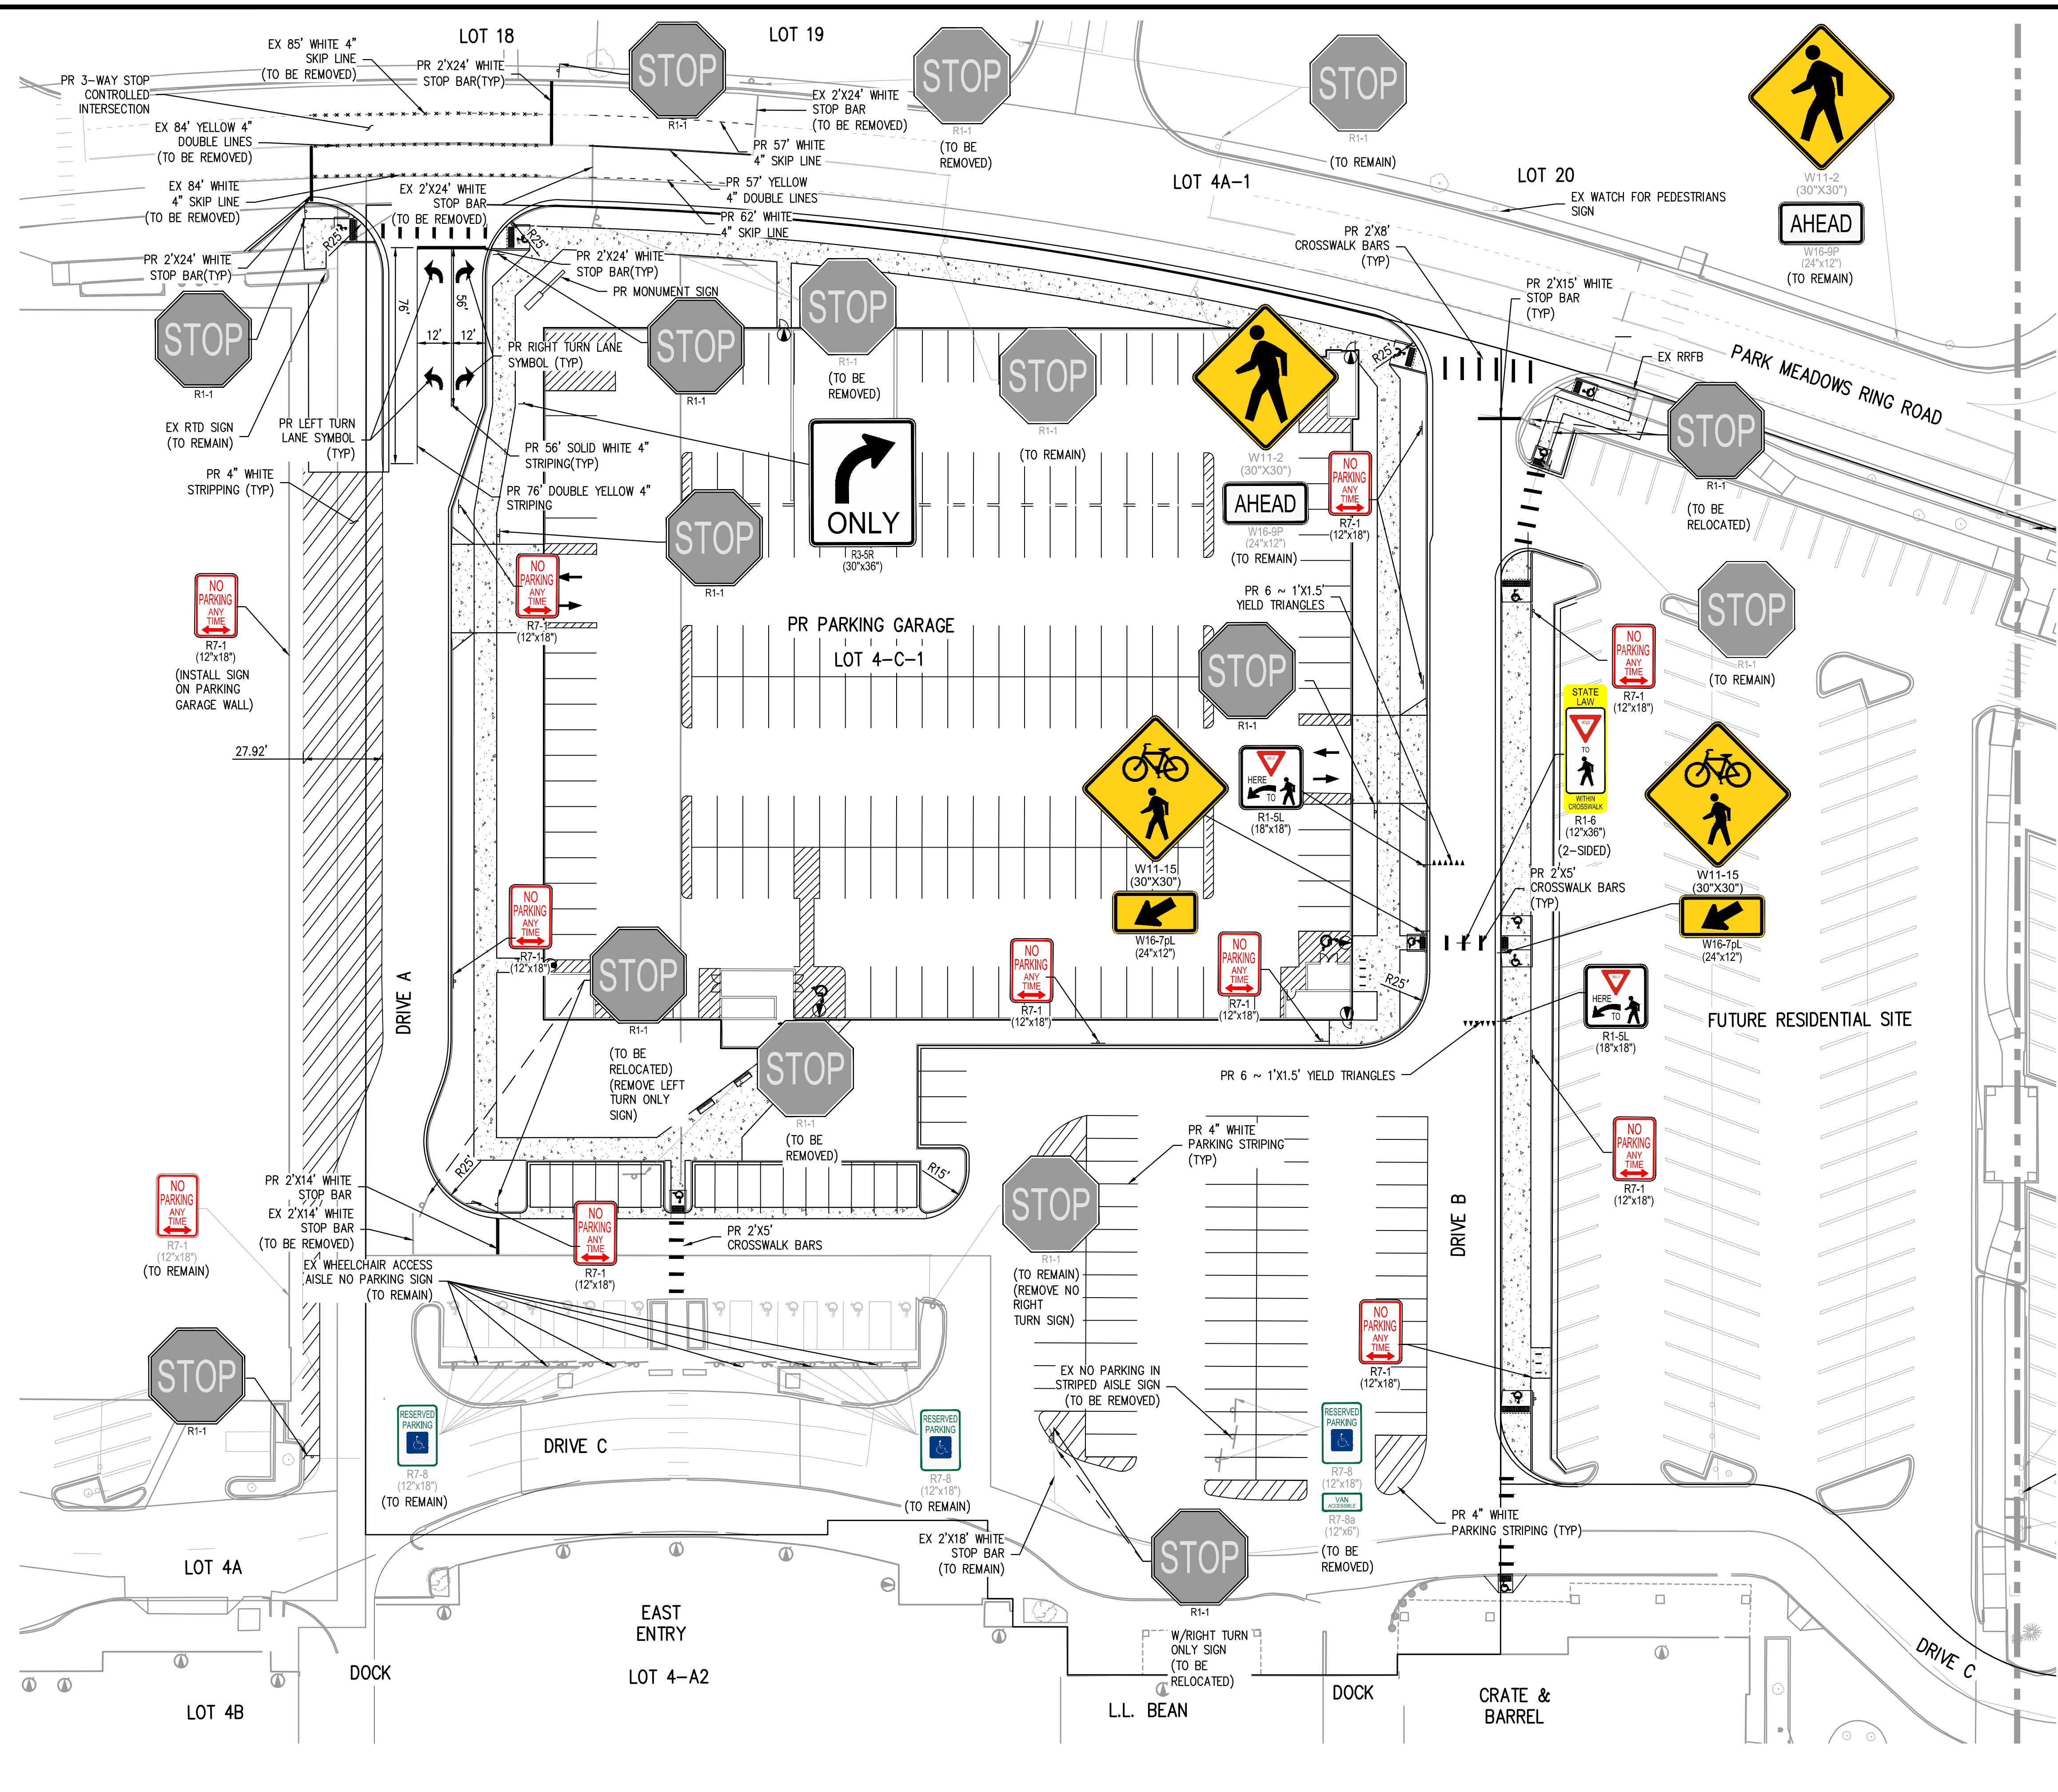 LOT 18
LOT 19
EX 85' WHITE 4"
SKIP LINE
(TO BE REMOVED)
PR 3-WAY STOP
CONTROLLED
INTERSECTION
PR 2'X24' WHITE
STOP BAR(TYP)
STOP
R1-1
EX 2'X24' WHITE
STOP BAR
(TO BE REMOVED)
STOP
R1-1
(TO BE
REMOVED)
STOP
R1-1
(TO REMAIN)
W11-2
(30"X30")
AHEAD
W16-9P
(24"x12")
(TO REMAIN)
EX 84' YELLOW 4"
DOUBLE LINES
(TO BE REMOVED)
EX 84' WHITE
4" SKIP LINE
(TO BE REMOVED)
EX 2'X24' WHITE
STOP BAR
(TO BE REMOVED)
PR 57' WHITE
4" SKIP LINE
PR 57' YELLOW
4" DOUBLE LINES
PR 62' WHITE
4" SKIP LINE
LOT 4A-1
LOT 20
EX WATCH FOR PEDESTRIANS
SIGN
PR 2'X24' WHITE
STOP BAR(TYP)
R25'
R25'
PR 2'X24' WHITE
STOP BAR(TYP)
PR MONUMENT SIGN
PR 2'X8'
CROSSWALK BARS
(TYP)
PR 2'X15' WHITE
STOP BAR
(TYP)
EX RRFB
PARK MEADOWS RING ROAD
STOP
R1-1
76'
56'
12'
12'
STOP
R1-1
STOP
R1-1
(TO BE
REMOVED)
STOP
R1-1
(TO REMAIN)
R25'
PR RIGHT TURN LANE
SYMBOL (TYP)
EX RTD SIGN
(TO REMAIN)
PR LEFT TURN
LANE SYMBOL
(TYP)
PR 56' SOLID WHITE 4"
STRIPING(TYP)
PR 4" WHITE
STRIPPING (TYP)
PR 76' DOUBLE YELLOW 4"
STRIPING
STOP
R1-1
ONLY
R3-5R
(30"x36")
W11-2
(30"X30")
AHEAD
W16-9P
(24"x12")
(TO REMAIN)
NO
PARKING
ANY
TIME
R7-1
(12"x18")
STOP
R1-1
(TO BE
RELOCATED)
STOP
R1-1
(TO REMAIN)
NO
PARKING
ANY
TIME
R7-1
(12"x18")
(INSTALL SIGN
ON PARKING
GARAGE WALL)
NO
PARKING
ANY
TIME
R7-1
(12"x18")
PR PARKING GARAGE
LOT 4-C-1
PR 6 ~ 1'X1.5'
YIELD TRIANGLES
STOP
R1-1
NO
PARKING
ANY
TIME
R7-1
(12"x18")
STATE
LAW
YIELD
TO
WITHIN
CROSSWALK
R1-6
(12"x36")
(2-SIDED)
27.92'
HERE
TO
R1-5L
(18"x18")
W11-15
(30"X30")
W16-7pL
(24"x12")
W11-15
(30"X30")
W16-7pL
(24"x12")
PR 2'X5'
CROSSWALK BARS
(TYP)
NO
PARKING
ANY
TIME
R7-1
(12"x18")
DRIVE A
STOP
R1-1
(TO BE
RELOCATED)
(REMOVE LEFT
TURN ONLY
SIGN)
NO
PARKING
ANY
TIME
R7-1
(12"x18")
NO
PARKING
ANY
TIME
R7-1
(12"x18")
R25'
HERE
TO
R1-5L
(18"x18")
FUTURE RESIDENTIAL SITE
STOP
R1-1
(TO BE
REMOVED)
PR 6 ~ 1'X1.5' YIELD TRIANGLES
PR 4" WHITE
PARKING STRIPING
(TYP)
NO
PARKING
ANY
TIME
R7-1
(12"x18")
R25'
R15'
PR 2'X14' WHITE
STOP BAR
EX 2'X14' WHITE
STOP BAR
(TO BE REMOVED)
NO
PARKING
ANY
TIME
R7-1
(12"x18")
(TO REMAIN)
EX WHEELCHAIR ACCESS
AISLE NO PARKING SIGN
(TO REMAIN)
NO
PARKING
ANY
TIME
R7-1
(12"x18")
PR 2'X5'
CROSSWALK BARS
STOP
R1-1
(TO REMAIN)
(REMOVE NO
RIGHT
TURN SIGN)
DRIVE B
NO
PARKING
ANY
TIME
R7-1
(12"x18")
STOP
R1-1
EX NO PARKING IN
STRIPED AISLE SIGN
(TO BE REMOVED)
RESERVED
PARKING
R7-8
(12"x18")
(TO REMAIN)
DRIVE C
RESERVED
PARKING
R7-8
(12"x18")
(TO REMAIN)
RESERVED
PARKING
R7-8
(12"x18")
VAN
ACCESSIBLE
R7-8a
(12"x6")
(TO BE
REMOVED)
PR 4" WHITE
PARKING STRIPING (TYP)
EX 2'X18' WHITE
STOP BAR
(TO REMAIN)
STOP
R1-1
W/RIGHT TURN
ONLY SIGN
(TO BE
RELOCATED)
LOT 4A
EAST
ENTRY
LOT 4-A2
DOCK
LOT 4B
L.L. BEAN
DOCK
CRATE &
BARREL
DRIVE C